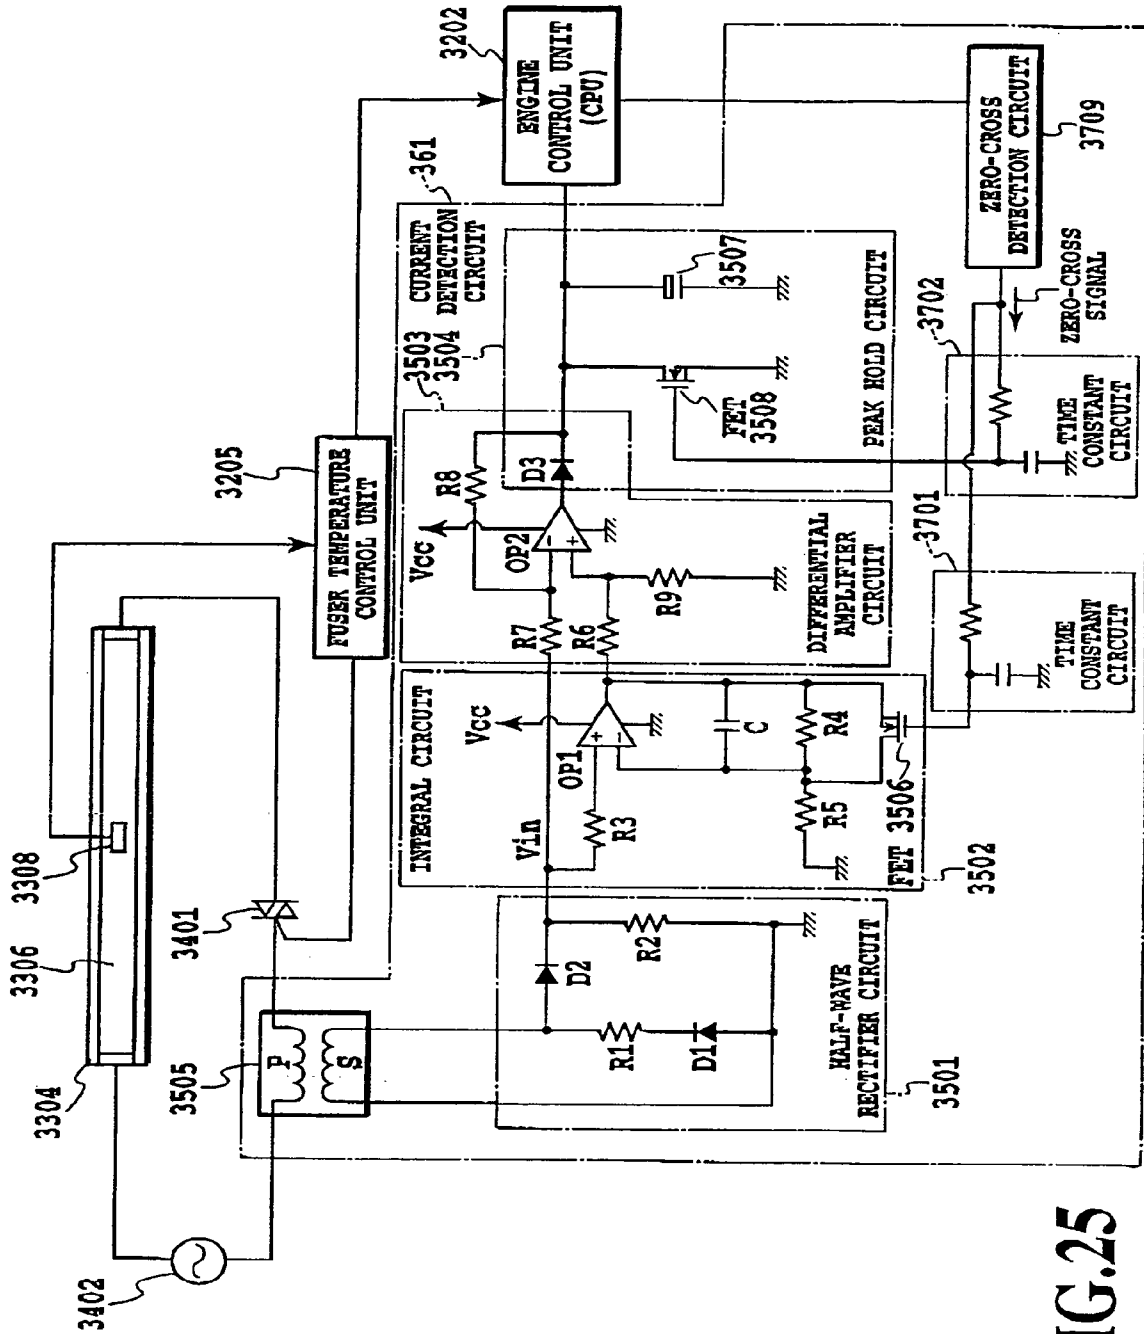 3304
3306
3308
3402
3401
3505
P
S
3205
FUSER TEMPERATURE
CONTROL UNIT
3202
ENGINE
CONTROL UNIT
(CPU)
361
CURRENT
DETECTION
CIRCUIT
3503
3504
HALF-WAVE
RECTIFIER CIRCUIT
3501
D1
R1
D2
R2
INTEGRAL CIRCUIT
Vin
R3
OP1
Vcc
+
-
C
R4
R5
FET 3506
3502
R7
R6
Vcc
OP2
-
+
R8
R9
DIFFERENTIAL
AMPLIFIER
CIRCUIT
D3
FET
3508
3507
PEAK HOLD CIRCUIT
3701
TIME
CONSTANT
CIRCUIT
3702
TIME
CONSTANT
CIRCUIT
ZERO-CROSS
SIGNAL
ZERO-CROSS
DETECTION CIRCUIT
3709
IG.25